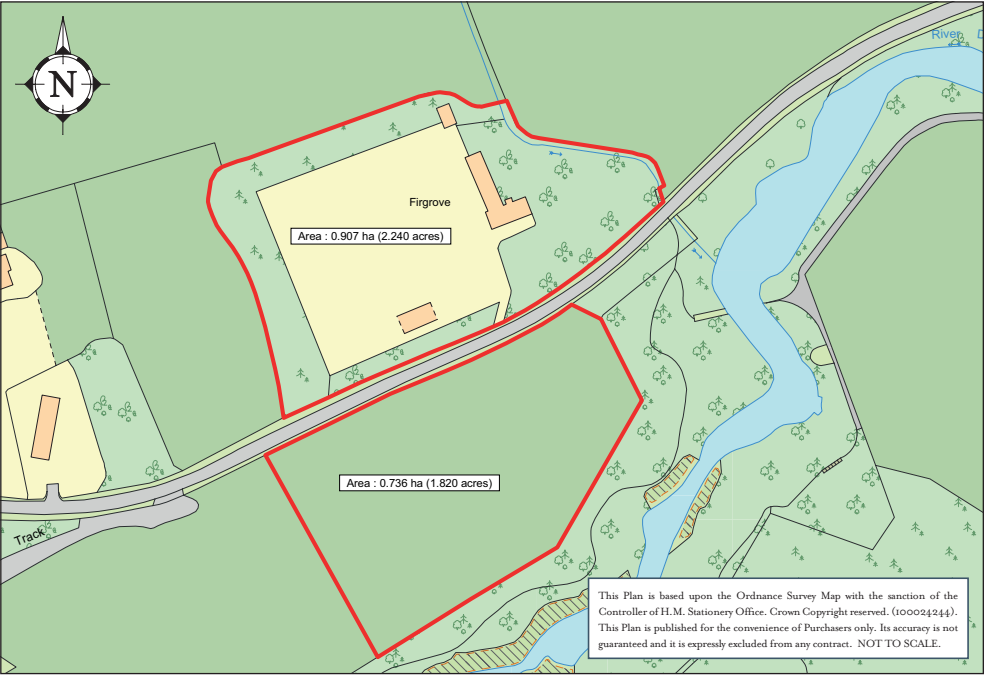 N
River D
Firgrove
Area : 0.907 ha (2.240 acres)
Area : 0.736 ha (1.820 acres)
Track
This Plan is based upon the Ordnance Survey Map with the sanction of the
Controller of H.M. Stationery Office. Crown Copyright reserved. (100024244).
This Plan is published for the convenience of Purchasers only. Its accuracy is not
guaranteed and it is expressly excluded from any contract. NOT TO SCALE.